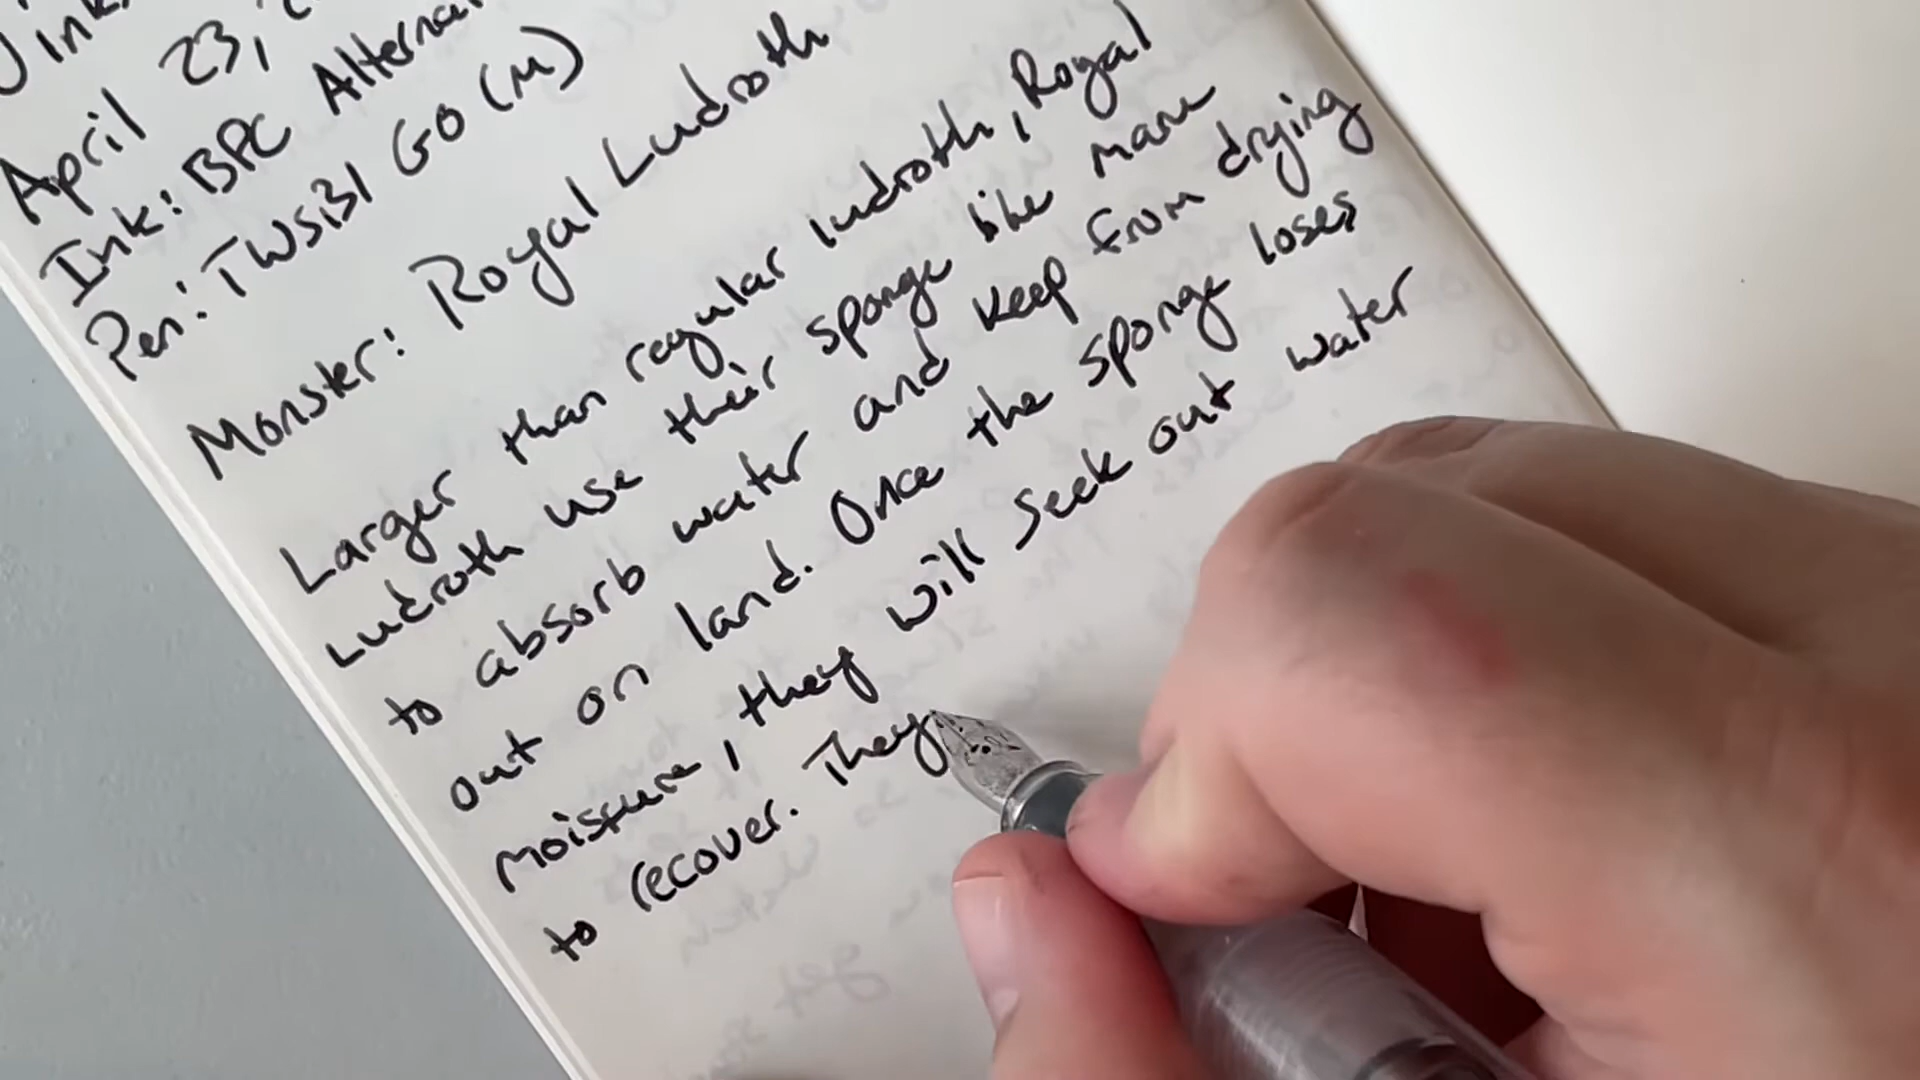 April 23,
Ink: BPC Alterna
Pen: TWSBI GO (M)
Monster: Royal Ludroth
Larger than regular ludroth, Royal
Ludroth use their sponge like mane
to absorb water and keep from drying
out on land. Once the sponge loses
moisture, they will seek out water
to recover. They